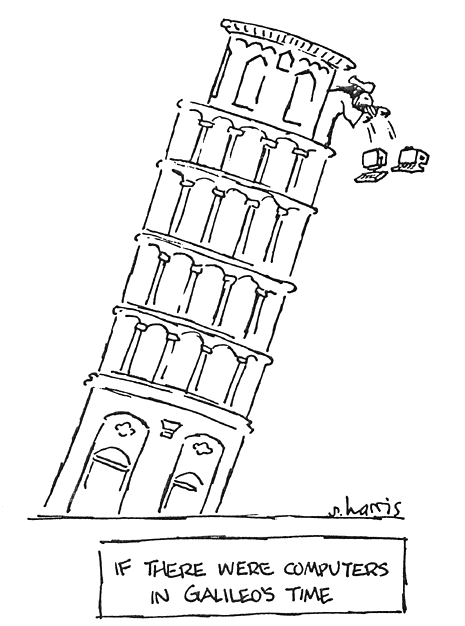 s. harris
IF THERE WERE COMPUTERS
IN GALILEO'S TIME